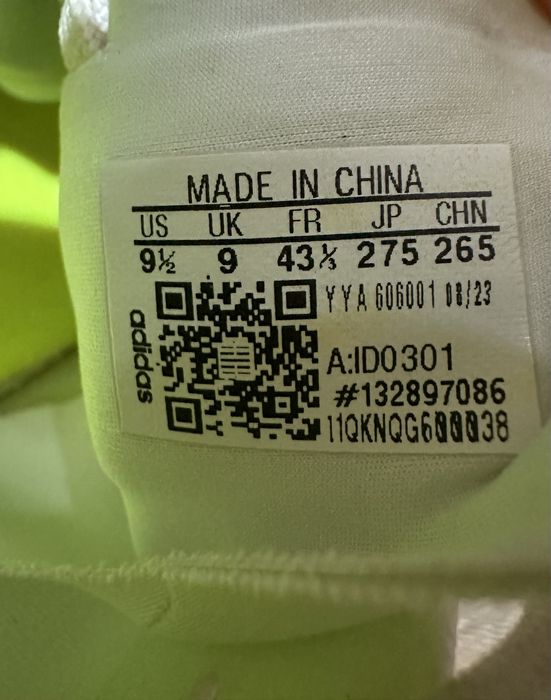 MADE IN CHINA
US UK FR JP CHN
9½ 9 43⅓ 275 265
YYA 606001 08/23
adidas
A:ID0301
#132897086